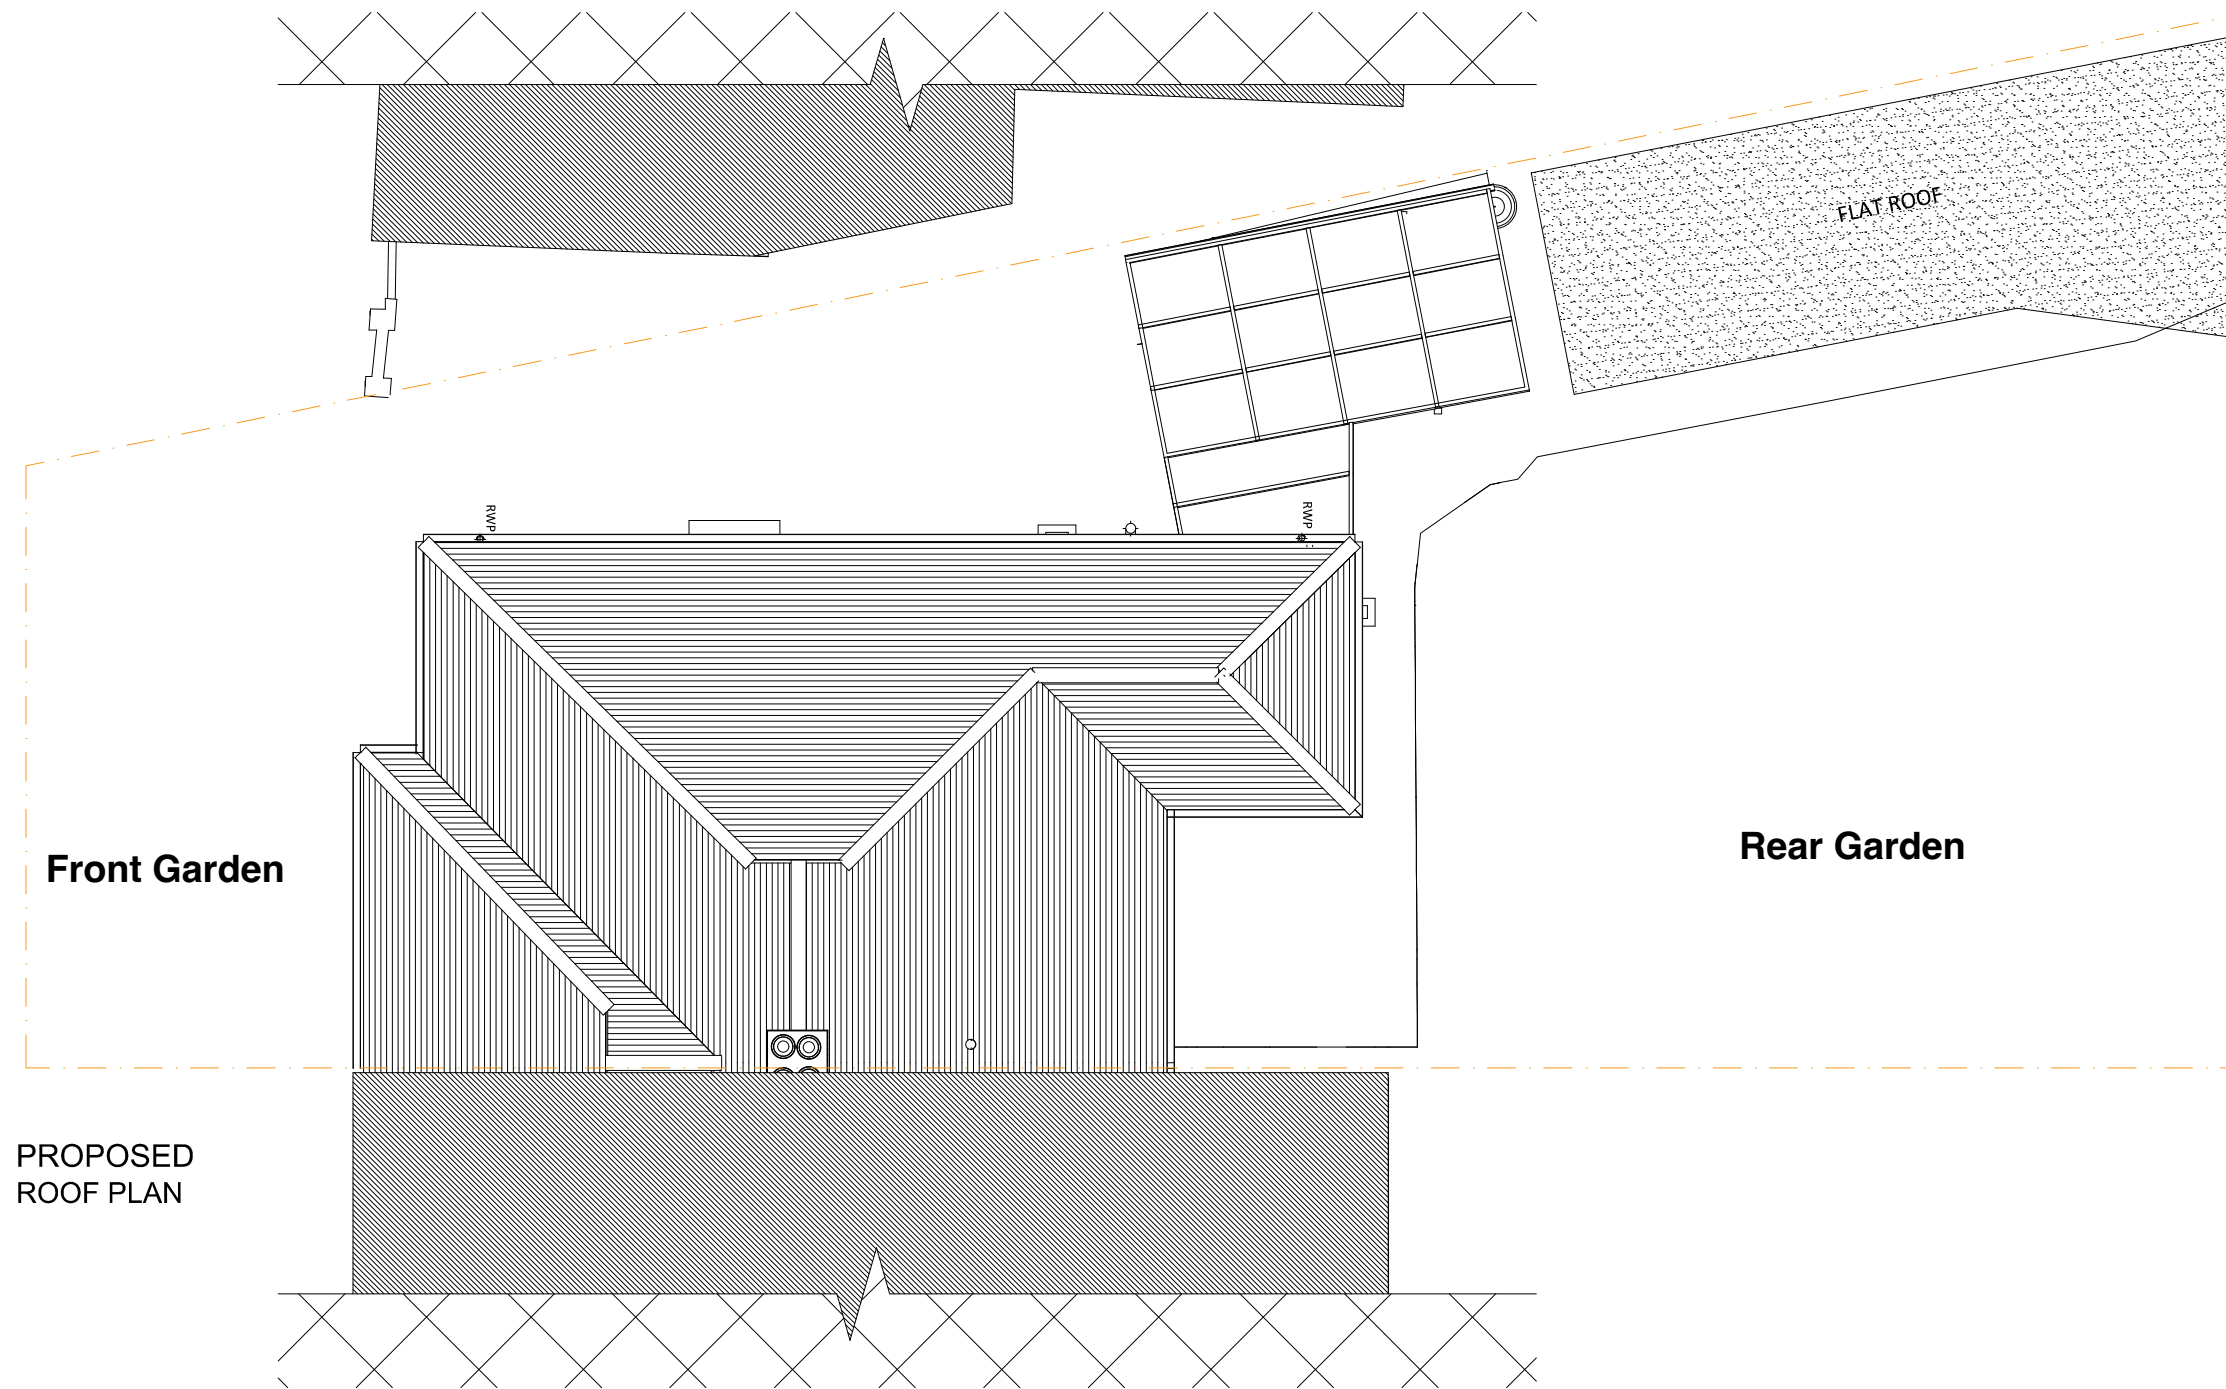 FLAT ROOF
RWP
RWP
Front Garden
Rear Garden
PROPOSED
ROOF PLAN